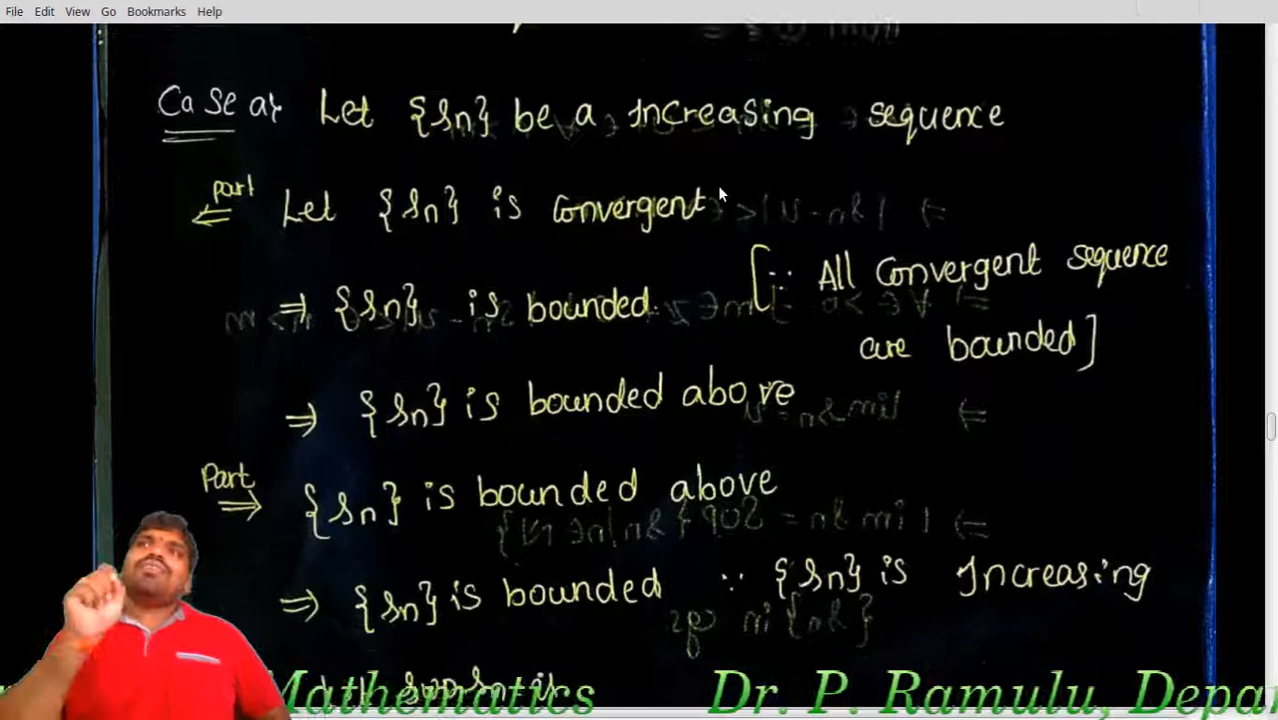 File Edit View Go Bookmarks Help
Case a): Let {Sn} be a Increasing sequence
part
⇐ Let {Sn} is Convergent
⇒ {Sn} is bounded. [∵ All Convergent sequence
are bounded]
⇒ {Sn} is bounded above
Part
⇒ {Sn} is bounded above
⇒ {Sn} is bounded ∵ {Sn} is Increasing
Mathematics Dr. P. Ramulu, Depar